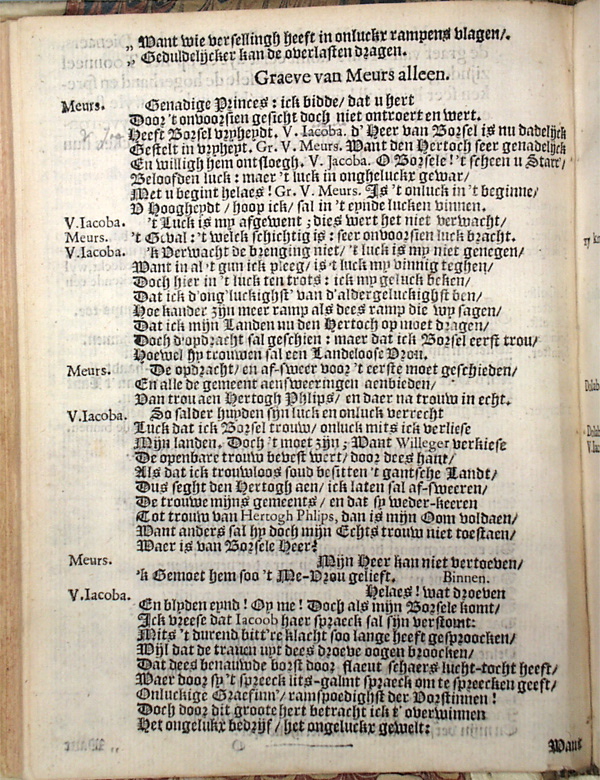 „ Want wie versellingh heeft in onluckx rampens vlagen/.
„ Geduldelijcker kan de overlasten dragen.
Graeve van Meurs alleen.
Meurs. Genadige Princes: ick bidde/ dat u hert
Door 't onvoorsien gesicht doch niet ontroert en wert.
Heeft Borsel vryheydt. V. Iacoba. d' Heer van Borsel is nu dadelijck
Gestelt in vryheyt. Gr. V. Meurs. Want den Hertoch seer genadelijck
En willigh hem ontsloegh. V. Jacoba. O Borsele! 't scheen u Starr/
Beloofden luck: maer 't luck in ongheluckx gewar/
Met u begint helaes! Gr. V. Meurs. Is 't onluck in 't beginne/
V Hoogheydt / hoop ick/ sal in 't eynde lucken vinnen.
V. Iacoba. 't Luck is my afgewent; dies wert het niet verwacht/
Meurs. 't Geval: 't welck schichtig is: seer onvoorsien luck bracht.
V. Iacoba. 'k Verwacht de brenging niet/ 't luck is my niet genegen/
Want in al 't gun ick pleeg/ is 't luck my vinnig teghen/
Doch hier in 't luck ten trots: ick my geluck beken/
Dat ick d'ong'luckighst' van d'aldergeluckighst ben/
Hoe kander zijn meer ramp als dees ramp die wy sagen/
Dat ick mijn Landen nu den Hertoch op moet dragen/
Doch d'opdracht sal geschien: maer dat ick Borsel eerst trou/
Hoewel hy trouwen sal een Landeloose Vrou.
Meurs. De opdracht/ en af-sweer voor 't eerste moet geschieden/
En alle de gemeent aensweeringen aenbieden/
Van trou aen Hertogh Phlips/ en daer na trouw in echt.
V. Iacoba. So salder huyden sijn luck en onluck verrecht
Luck dat ick Borsel trouw/ onluck mits ick verliese
Mijn landen. Doch 't moet zijn; Want Willeger verkiese
De openbare trouw bevest wert/ door dees hant/
Als dat ick trouwloos soud besitten 't gantsche Landt/
Dus seght den Hertogh aen/ ick laten sal af-sweeren/
De trouwe mijns gemeents / en dat sy weder-keeren
Tot trouw van Hertogh Phlips, dan is mijn Oom voldaen/
Want anders sal hy doch mijn Echts trouw niet toestaen/
Waer is van Borsele Heer?
Meurs. Mijn Heer kan niet vertoeven/
'k Gemoet hem soo 't Me-Vrou gelieft. Binnen.
V. Iacoba. Helaes! wat droeven
En blyden eynd! Oy me! Doch als mijn Borsele komt/
Ick vreese dat Iacoob haer spraeck sal sijn verstomt:
Mits 't durend bitt're klacht soo lange heeft gesproocken/
Wijl dat de tranen uyt dees droeve oogen broocken/
Dat dees benauwde borst door flaeut schaers lucht-tocht heeft/
Waer door sy 't spreeck lits-galmt spraeck om te spreecken geeft/
Onluckige Graefinn'/ ramspoedighst der Vorstinnen!
Doch door dit groote hert betracht ick t' overwinnen
Het ongelukx bedrijf / het ongeluckx gewelt:
Want